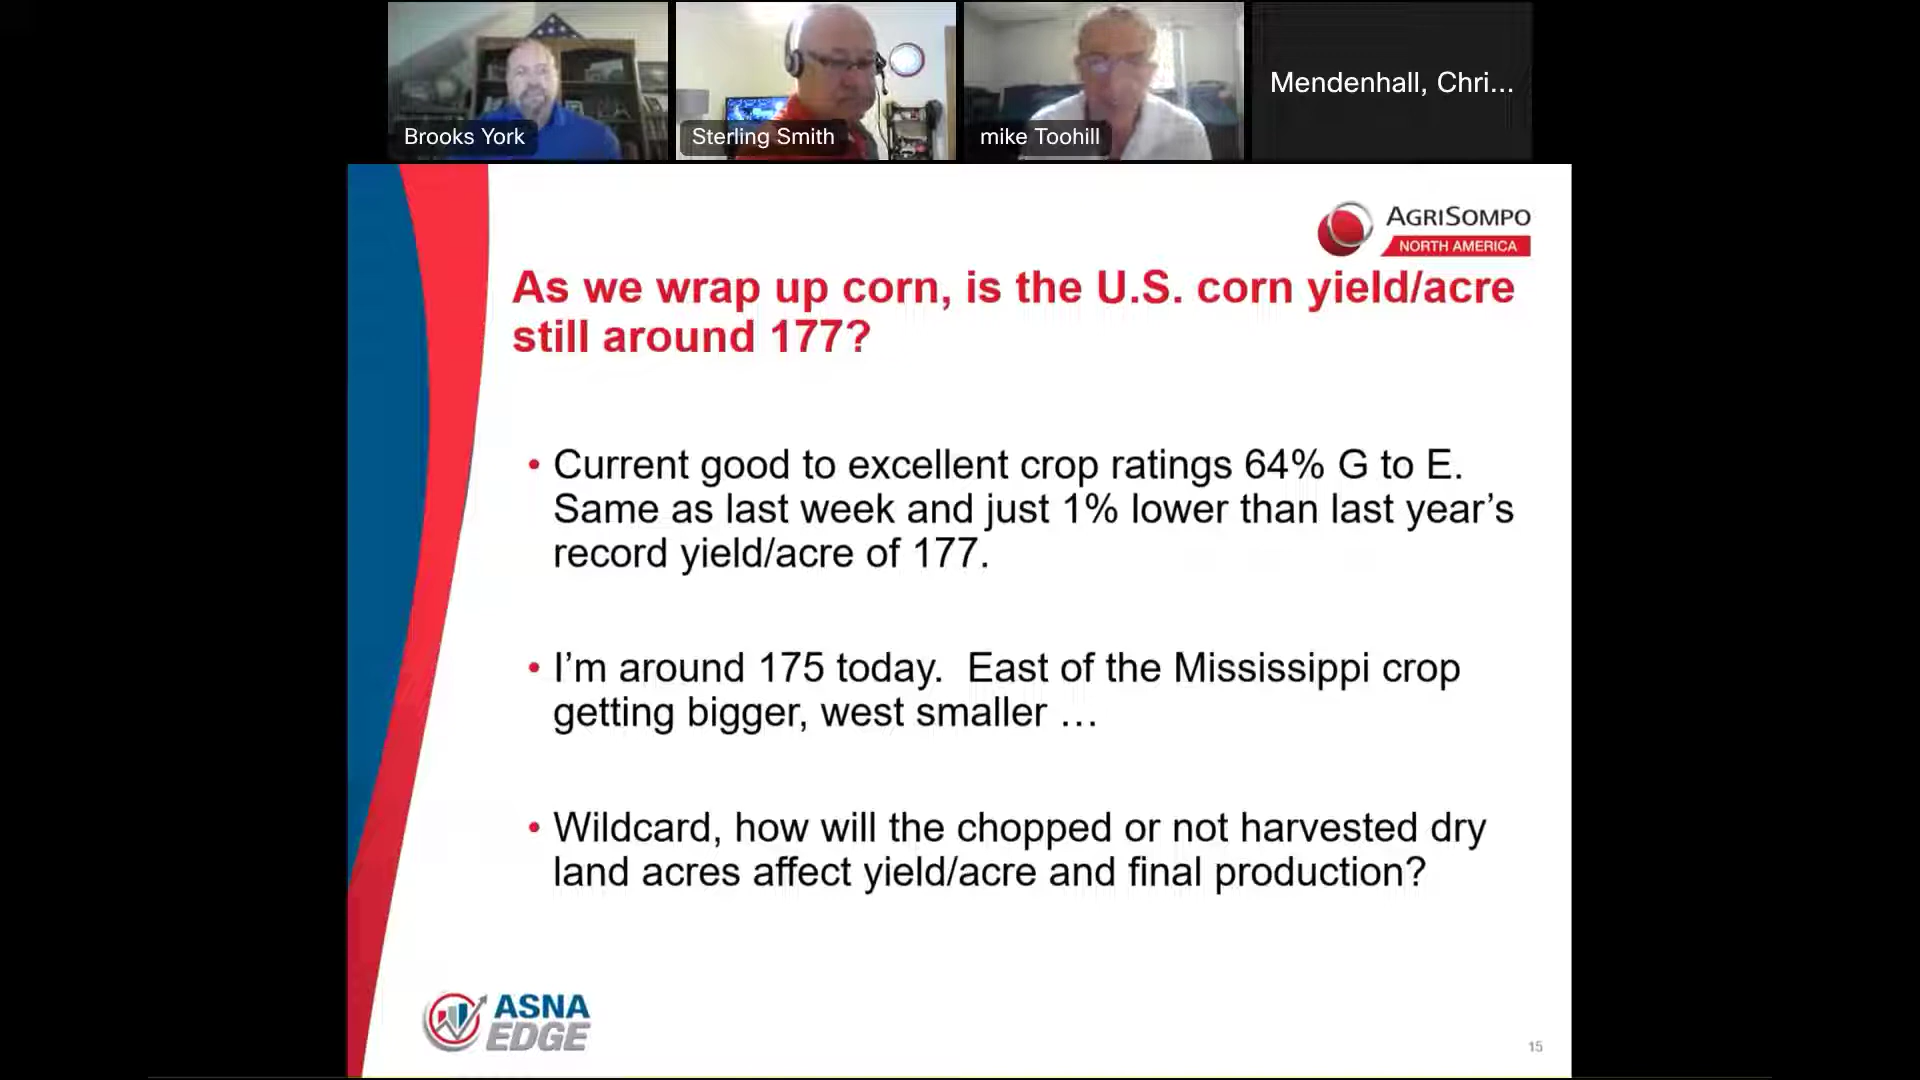 Brooks York
Sterling Smith
mike Toohill
Mendenhall, Chri...
AGRISOMPO
NORTH AMERICA
As we wrap up corn, is the U.S. corn yield/acre
still around 177?
• Current good to excellent crop ratings 64% G to E.
Same as last week and just 1% lower than last year’s
record yield/acre of 177.
• I’m around 175 today. East of the Mississippi crop
getting bigger, west smaller …
• Wildcard, how will the chopped or not harvested dry
land acres affect yield/acre and final production?
ASNA
EDGE
15